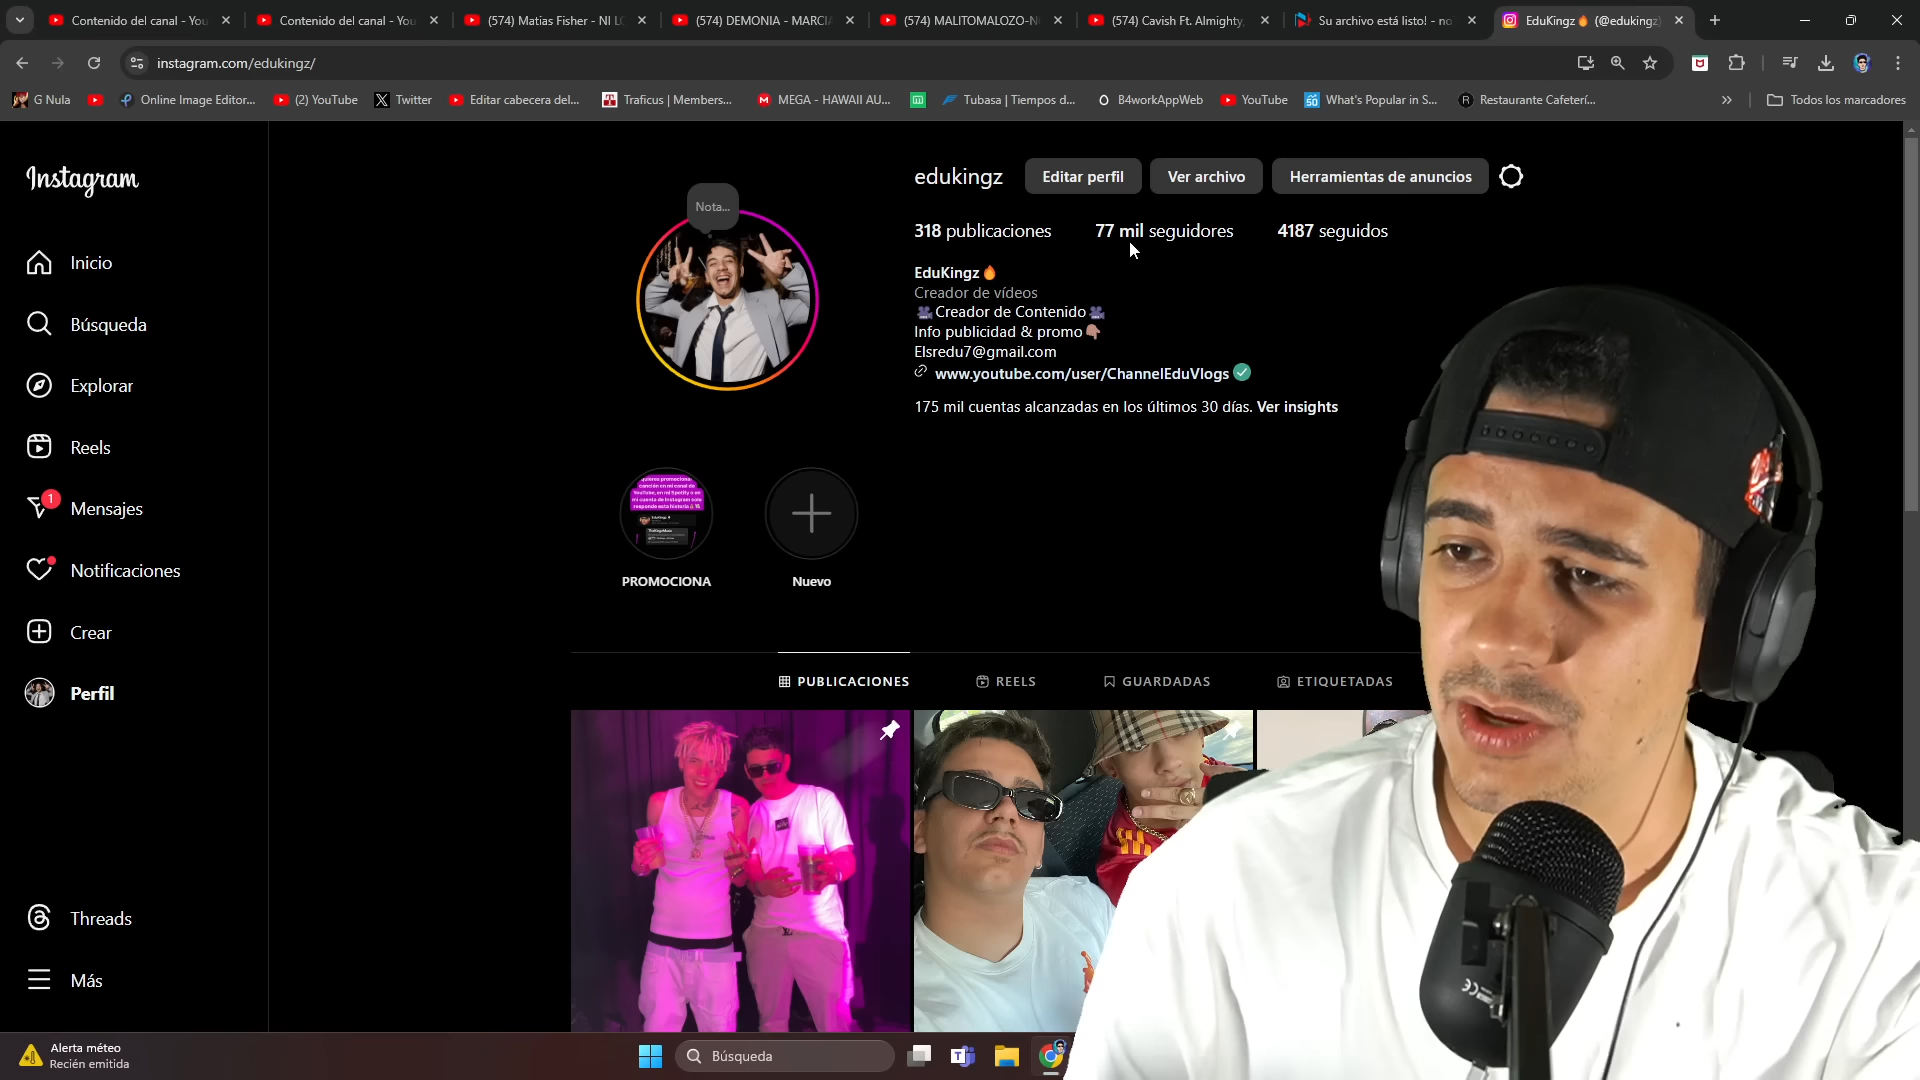 Contenido del canal - You
Contenido del canal - You
(574) Matias Fisher - NI LO
(574) DEMONIA - MARCIA
(574) MALITOMALOZO-N
(574) Cavish Ft. Almighty,
Su archivo está listo! - no
EduKingz🔥 (@edukingz)
instagram.com/edukingz/
G Nula
Online Image Editor...
(2) YouTube
Twitter
Editar cabecera del...
Traficus | Members...
MEGA - HAWAII AU...
Tubasa | Tiempos d...
B4workAppWeb
YouTube
What's Popular in S...
Restaurante Cafeterí...
»
Todos los marcadores
Instagram
Inicio
Búsqueda
Explorar
Reels
1
Mensajes
Notificaciones
Crear
Perfil
Threads
Más
Nota...
edukingz
Editar perfil
Ver archivo
Herramientas de anuncios
318 publicaciones
77 mil seguidores
4187 seguidos
EduKingz🔥
Creador de vídeos
🎥Creador de Contenido🎥
Info publicidad & promo👇🏽
Elsredu7@gmail.com
www.youtube.com/user/ChannelEduVlogs
175 mil cuentas alcanzadas en los últimos 30 días. Ver insights
PROMOCIONA
Nuevo
PUBLICACIONES
REELS
GUARDADAS
ETIQUETADAS
Alerta méteo
Recién emitida
Búsqueda